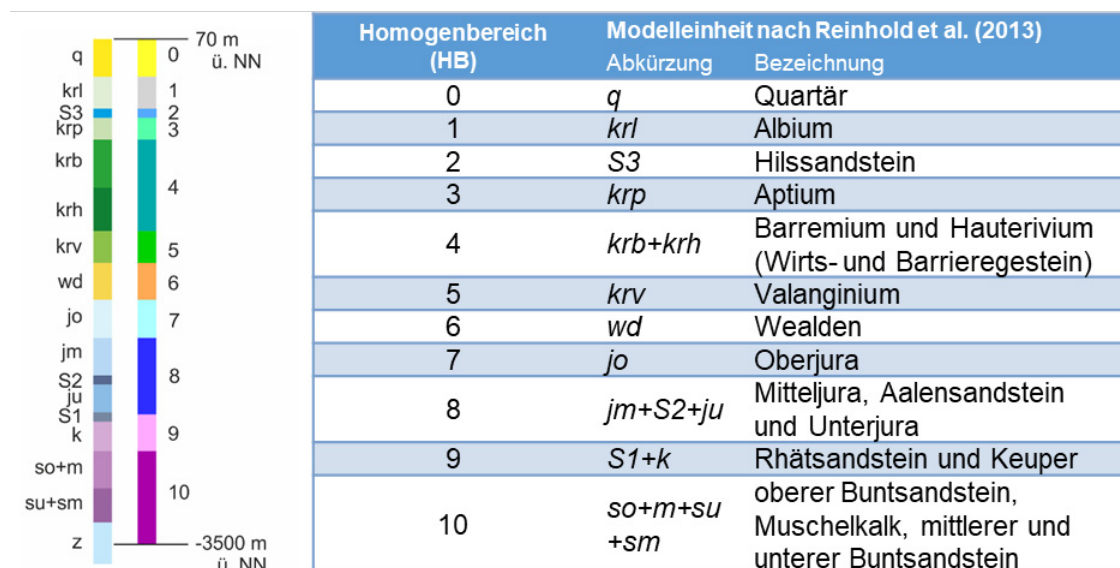 70 m
ü. NN
q
krl
S3
krp
krb
krh
krv
wd
jo
jm
S2
ju
S1
k
so+m
su+sm
z
0
1
2
3
4
5
6
7
8
9
10
-3500 m
ü. NN
Homogenbereich
(HB)
Modelleinheit nach Reinhold et al. (2013)
Abkürzung Bezeichnung
0 q Quartär
1 krl Albium
2 S3 Hilssandstein
3 krp Aptium
4 krb+krh Barremium und Hauterivium
(Wirts- und Barrieregestein)
5 krv Valanginium
6 wd Wealden
7 jo Oberjura
8 jm+S2+ju Mitteljura, Aalensandstein
und Unterjura
9 S1+k Rhätsandstein und Keuper
10 so+m+su
+sm
oberer Buntsandstein,
Muschelkalk, mittlerer und
unterer Buntsandstein